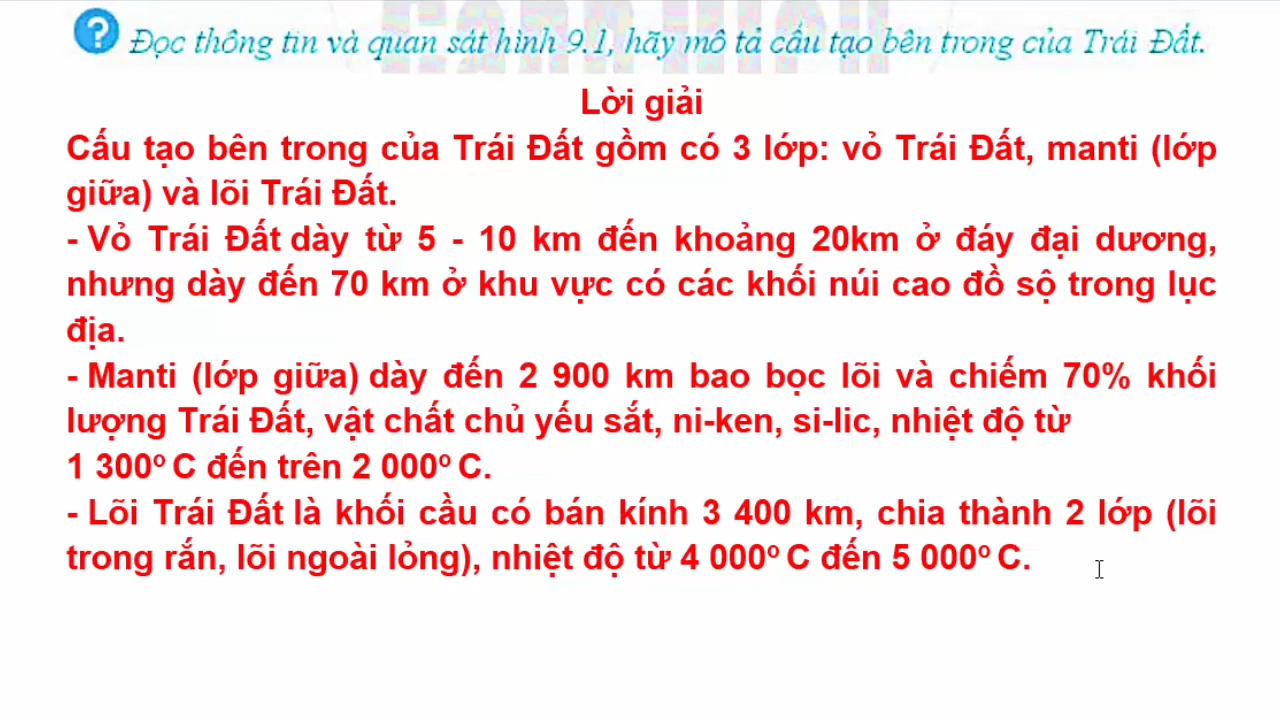 ? Đọc thông tin và quan sát hình 9.1, hãy mô tả cấu tạo bên trong của Trái Đất.
Lời giải
Cấu tạo bên trong của Trái Đất gồm có 3 lớp: vỏ Trái Đất, manti (lớp
giữa) và lõi Trái Đất.
- Vỏ Trái Đất dày từ 5 - 10 km đến khoảng 20km ở đáy đại dương,
nhưng dày đến 70 km ở khu vực có các khối núi cao đồ sộ trong lục
địa.
- Manti (lớp giữa) dày đến 2 900 km bao bọc lõi và chiếm 70% khối
lượng Trái Đất, vật chất chủ yếu sắt, ni-ken, si-lic, nhiệt độ từ
1 300º C đến trên 2 000º C.
- Lõi Trái Đất là khối cầu có bán kính 3 400 km, chia thành 2 lớp (lõi
trong rắn, lõi ngoài lỏng), nhiệt độ từ 4 000º C đến 5 000º C.